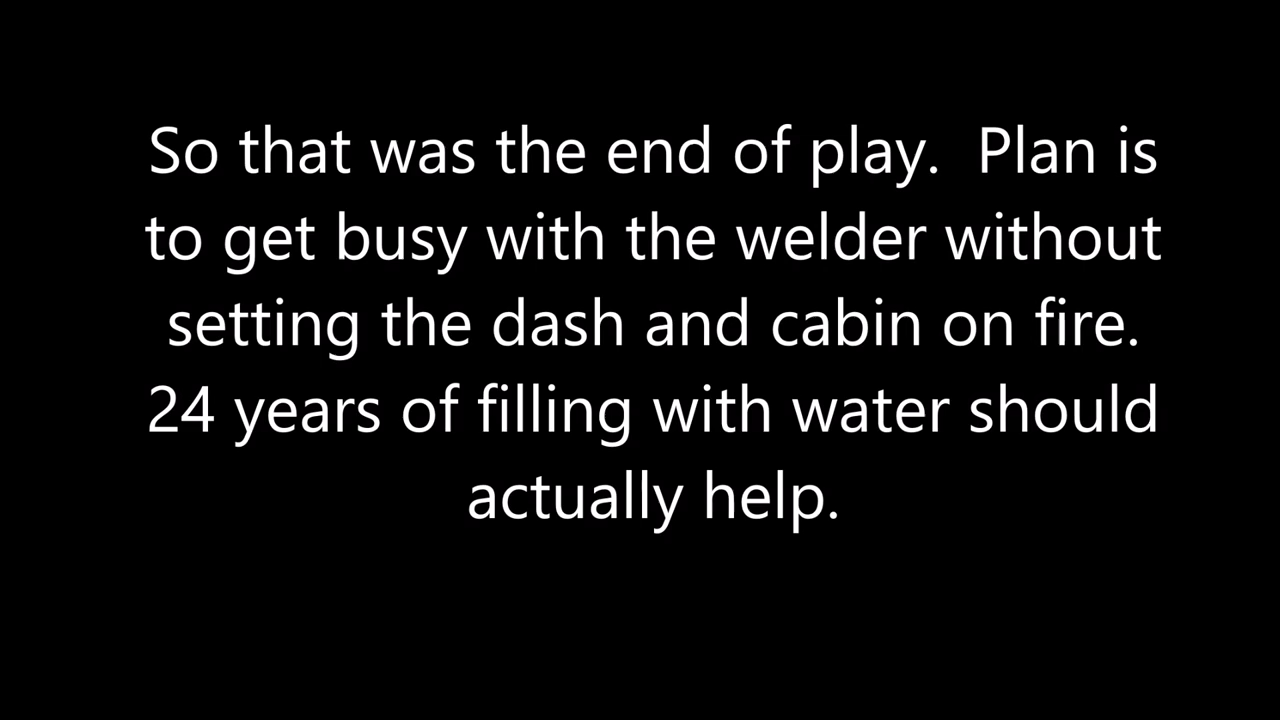 So that was the end of play.  Plan is
to get busy with the welder without
setting the dash and cabin on fire.
24 years of filling with water should
actually help.